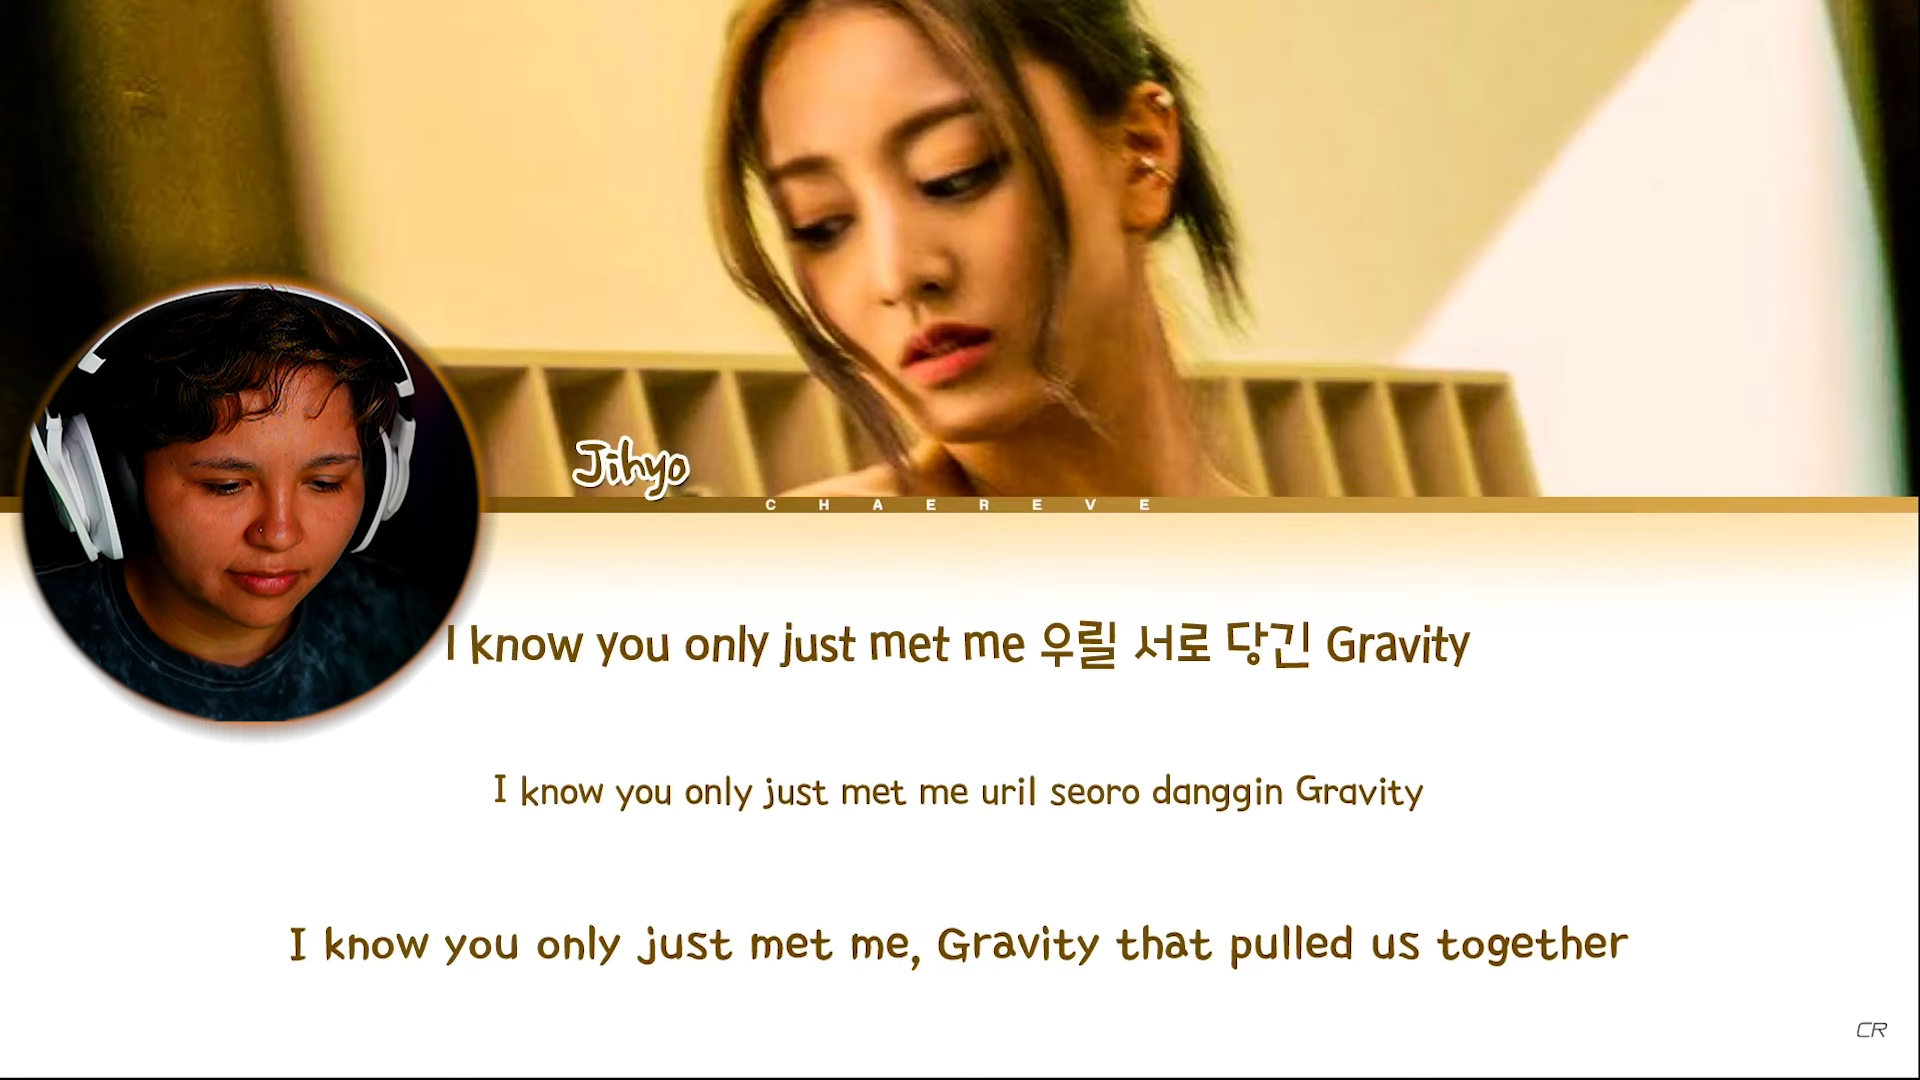 Jihyo
CHAEREVE
I know you only just met me 우릴 서로 당긴 Gravity
I know you only just met me uril seoro danggin Gravity
I know you only just met me, Gravity that pulled us together
CR